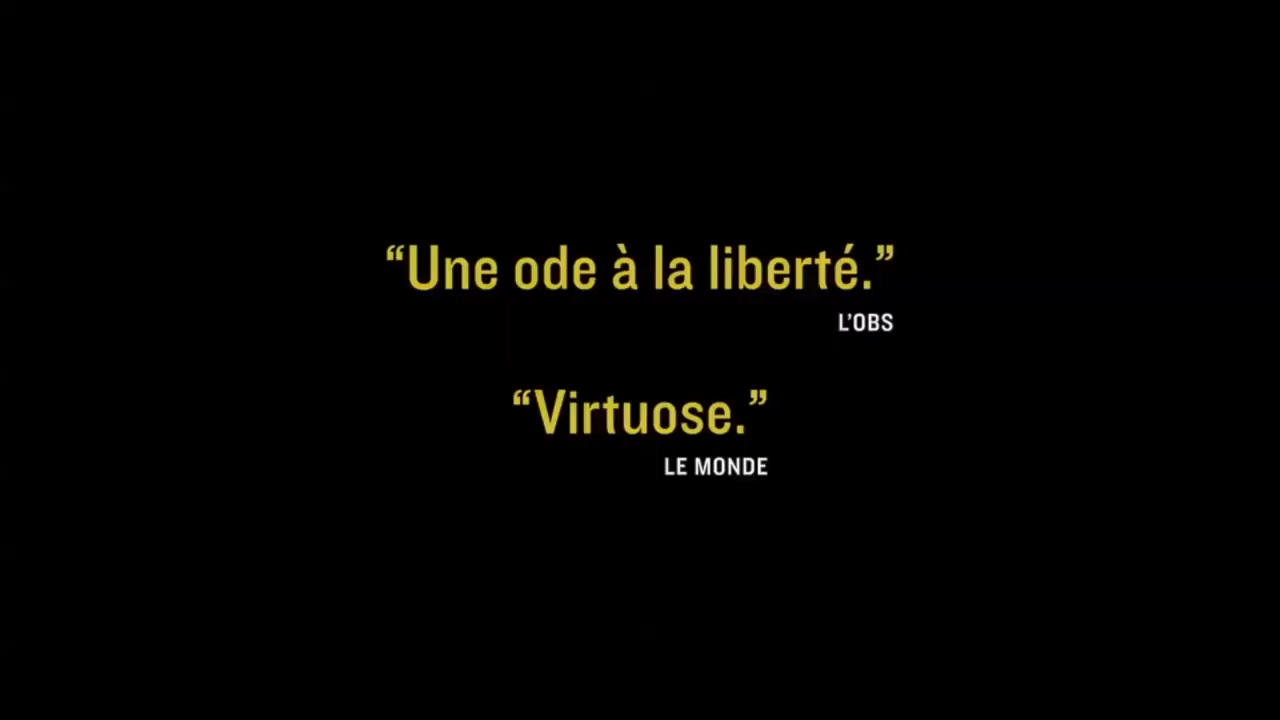 “Une ode à la liberté.”
L’OBS
“Virtuose.”
LE MONDE